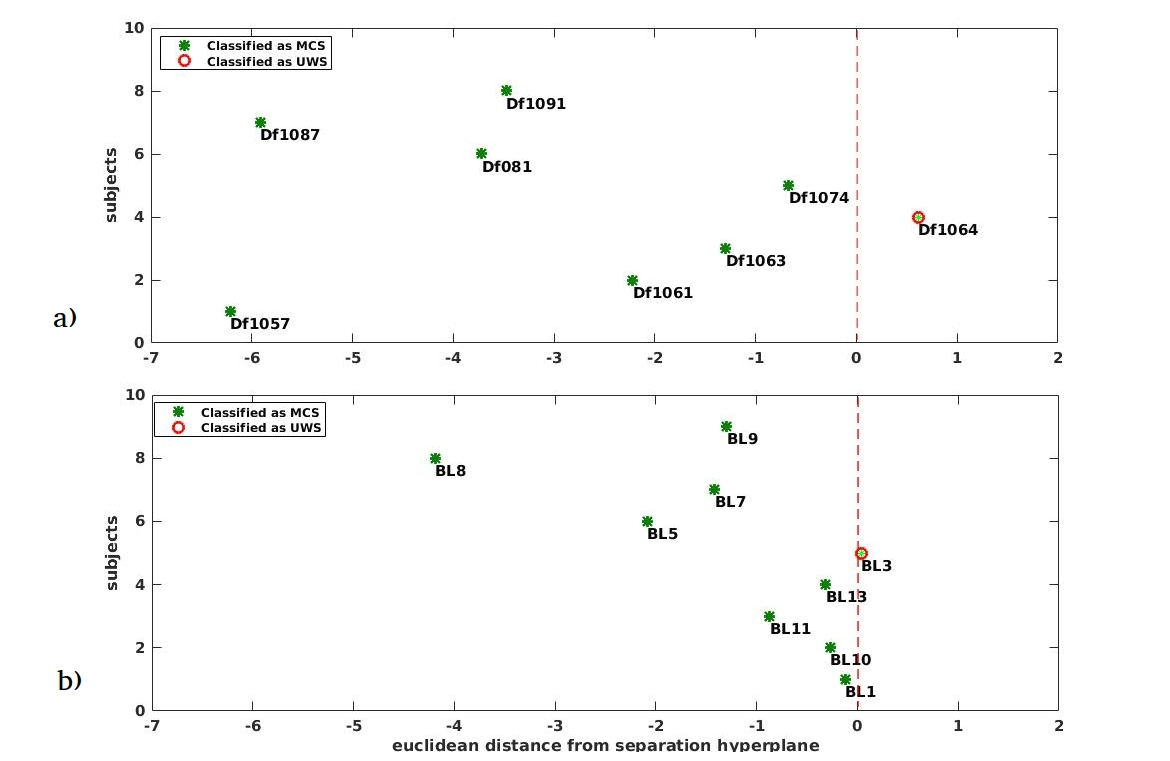 10
Classified as MCS
Classified as UWS
8
Df1091
Df1087
6
Df081
subjects
Df1074
4
Df1064
Df1063
2
Df1061
a)
Df1057
0
-7 -6 -5 -4 -3 -2 -1 0 1 2
10
Classified as MCS
Classified as UWS
BL9
8
BL8
BL7
6
BL5
subjects
BL3
4
BL13
BL11
2
BL10
b)
BL1
0
-7 -6 -5 -4 -3 -2 -1 0 1 2
euclidean distance from separation hyperplane